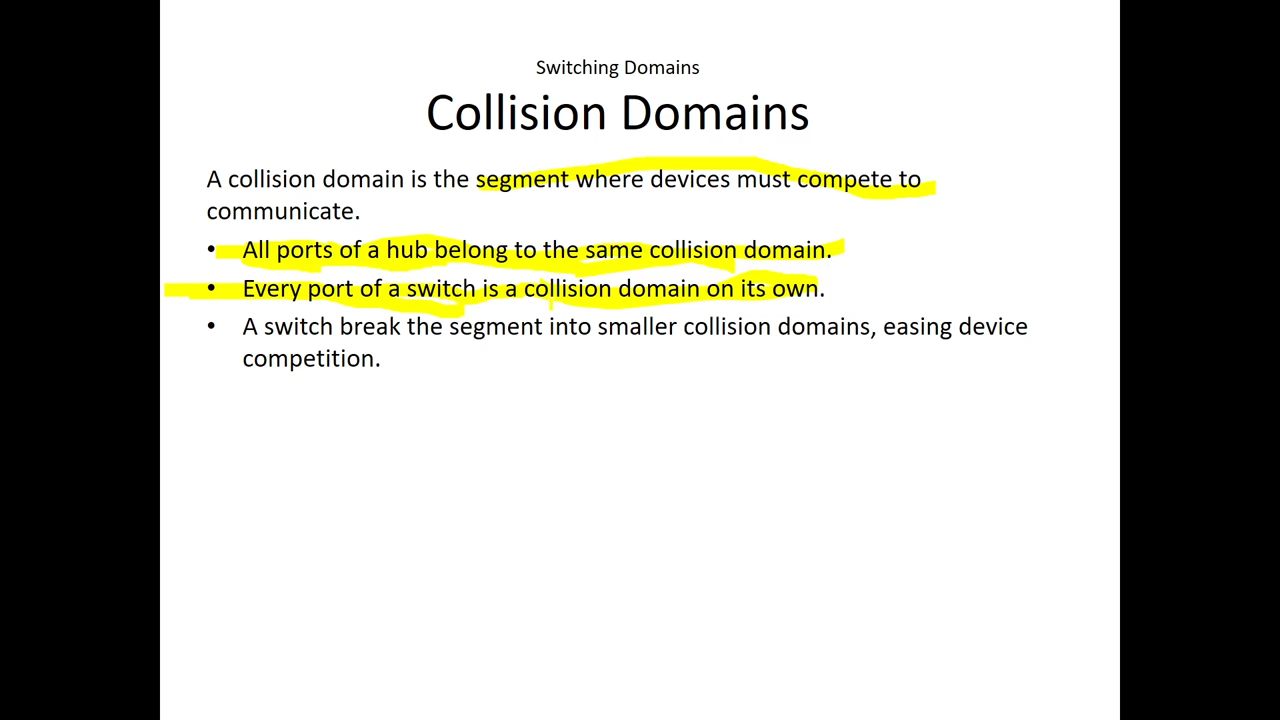 Switching Domains
Collision Domains
A collision domain is the segment where devices must compete to
communicate.
• All ports of a hub belong to the same collision domain.
• Every port of a switch is a collision domain on its own.
• A switch break the segment into smaller collision domains, easing device
competition.